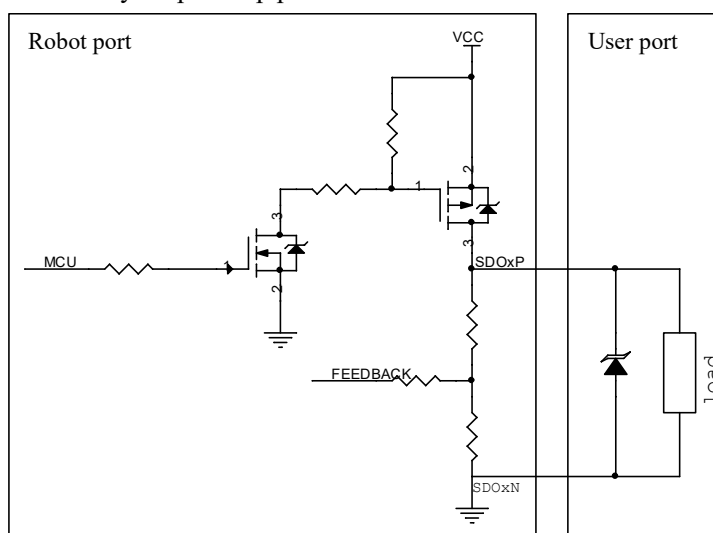 Robot port
User port
VCC
2
1
3
3
MCU
1
2
SDOxP
FEEDBACK
load
SDOxN